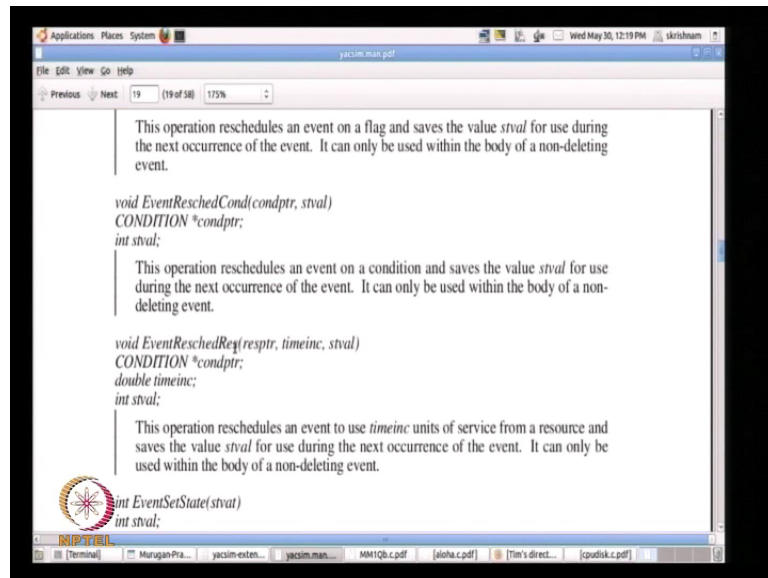 Applications Places System Wed May 30, 12:19 PM skrishnam
yacsim.man.pdf
File Edit View Go Help
Previous Next 19 (19 of 58) 175%
This operation reschedules an event on a flag and saves the value stval for use during
the next occurrence of the event. It can only be used within the body of a non-deleting
event.
void EventReschedCond(condptr, stval)
CONDITION *condptr;
int stval;
This operation reschedules an event on a condition and saves the value stval for use
during the next occurrence of the event. It can only be used within the body of a non-
deleting event.
void EventReschedRes(resptr, timeinc, stval)
CONDITION *condptr;
double timeinc;
int stval;
This operation reschedules an event to use timeinc units of service from a resource and
saves the value stval for use during the next occurrence of the event. It can only be
used within the body of a non-deleting event.
int EventSetState(stvat)
int stval;
NPTEL
[Terminal] Murugan-Pra... yacsim-exten... yacsim.man.... MM1Qb.c.pdf [aloha.c.pdf] [Tim's direct... [cpudisk.c.pdf]